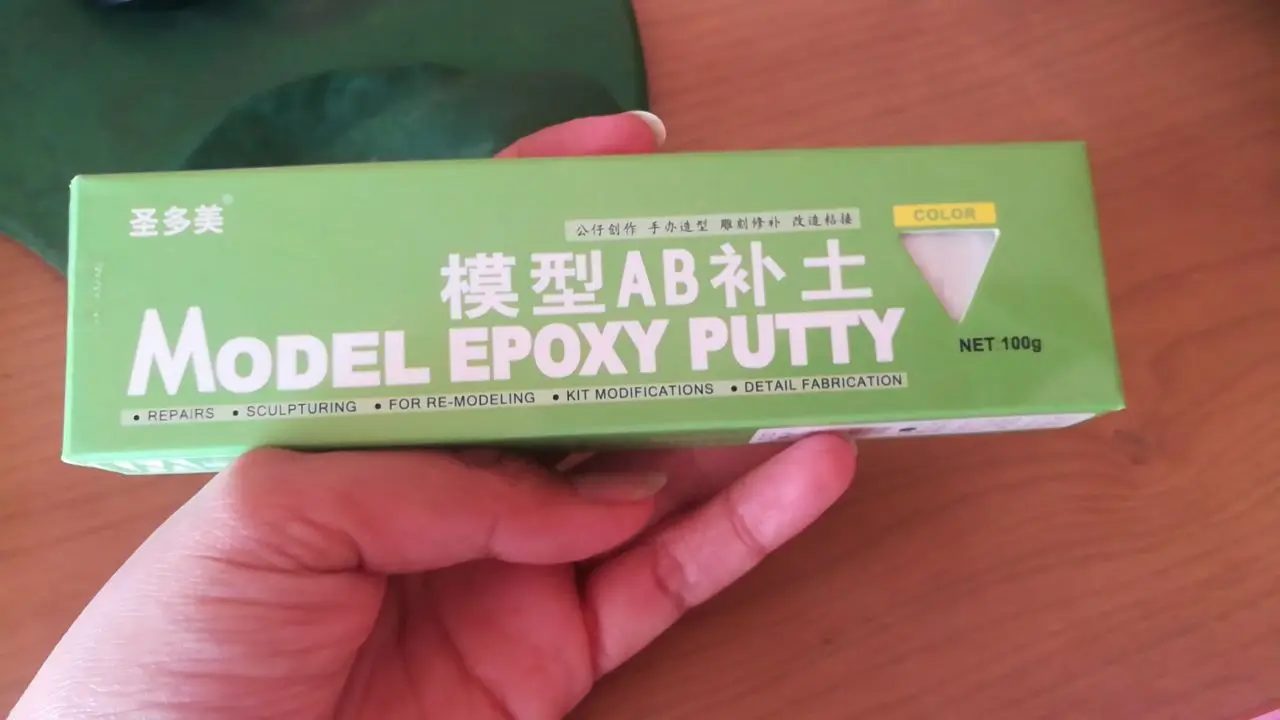 圣多美®
公仔创作 手办造型 雕刻修补 改造粘接
COLOR
模型AB补土
MODEL EPOXY PUTTY
NET 100g
• REPAIRS • SCULPTURING • FOR RE-MODELING • KIT MODIFICATIONS • DETAIL FABRICATION